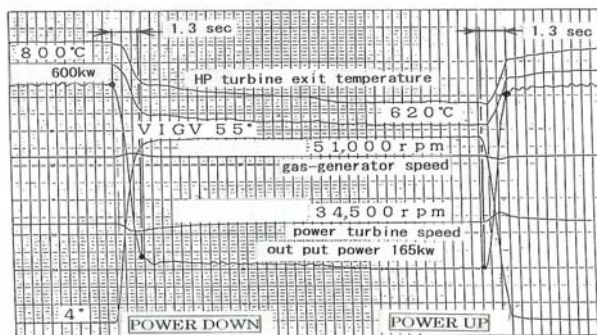 1.3 sec
1.3 sec
800℃
600kw
HP turbine exit temperature
620℃
VIGV 55°
51,000rpm
gas-generator speed
34,500rpm
power turbine speed
out put power 165kw
4°
POWER DOWN
POWER UP